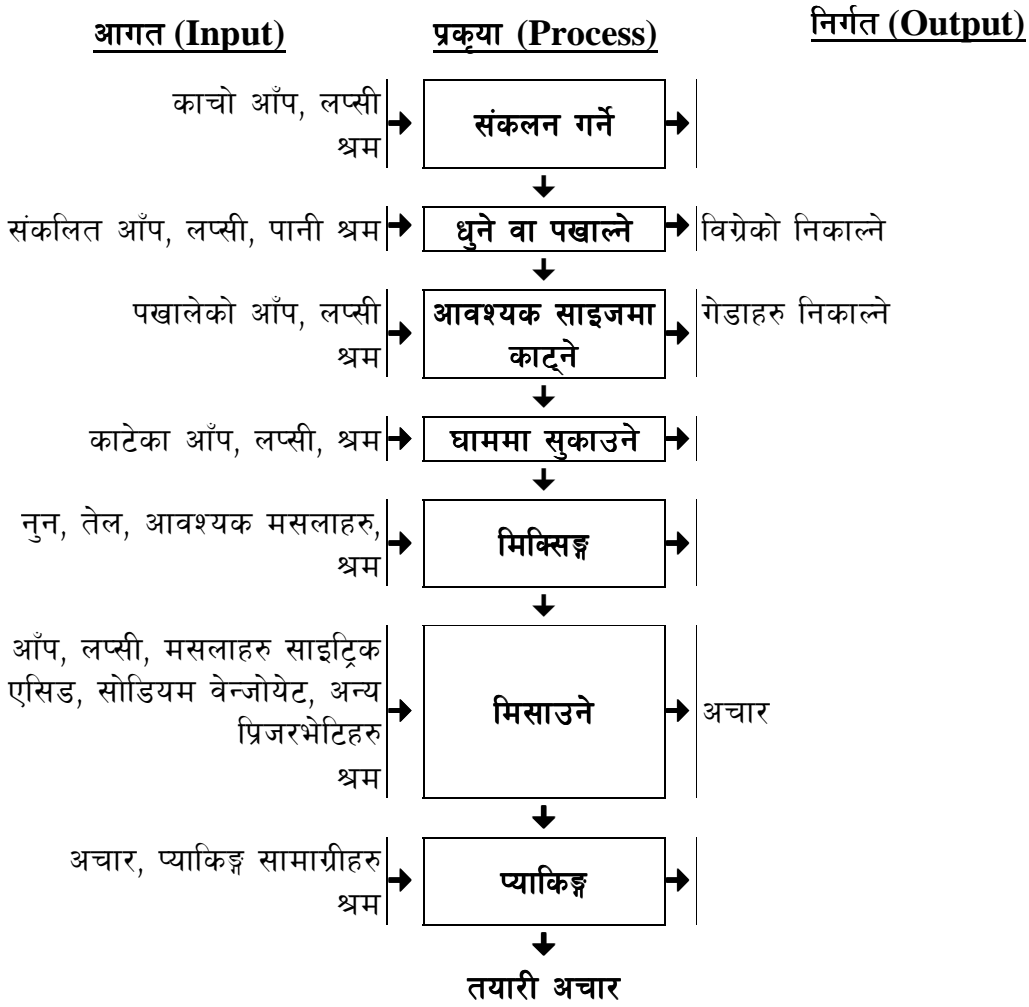 आगत (Input) प्रकृया (Process) निर्गत (Output)
काचो आँप, लप्सी
श्रम
संकलन गर्ने
संकलित आँप, लप्सी, पानी श्रम
धुने वा पखाल्ने
विग्रेको निकाल्ने
पखालेको आँप, लप्सी
श्रम
आवश्यक साइजमा
काट्ने
गेडाहरु निकाल्ने
काटेका आँप, लप्सी, श्रम
घाममा सुकाउने
नुन, तेल, आवश्यक मसलाहरु,
श्रम
मिक्सिङ्ग
आँप, लप्सी, मसलाहरु साइट्रिक
एसिड, सोडियम वेन्जोयेट, अन्य
प्रिजरभेटिहरु
श्रम
मिसाउने
अचार
अचार, प्याकिङ्ग सामाग्रीहरु
श्रम
प्याकिङ्ग
तयारी अचार